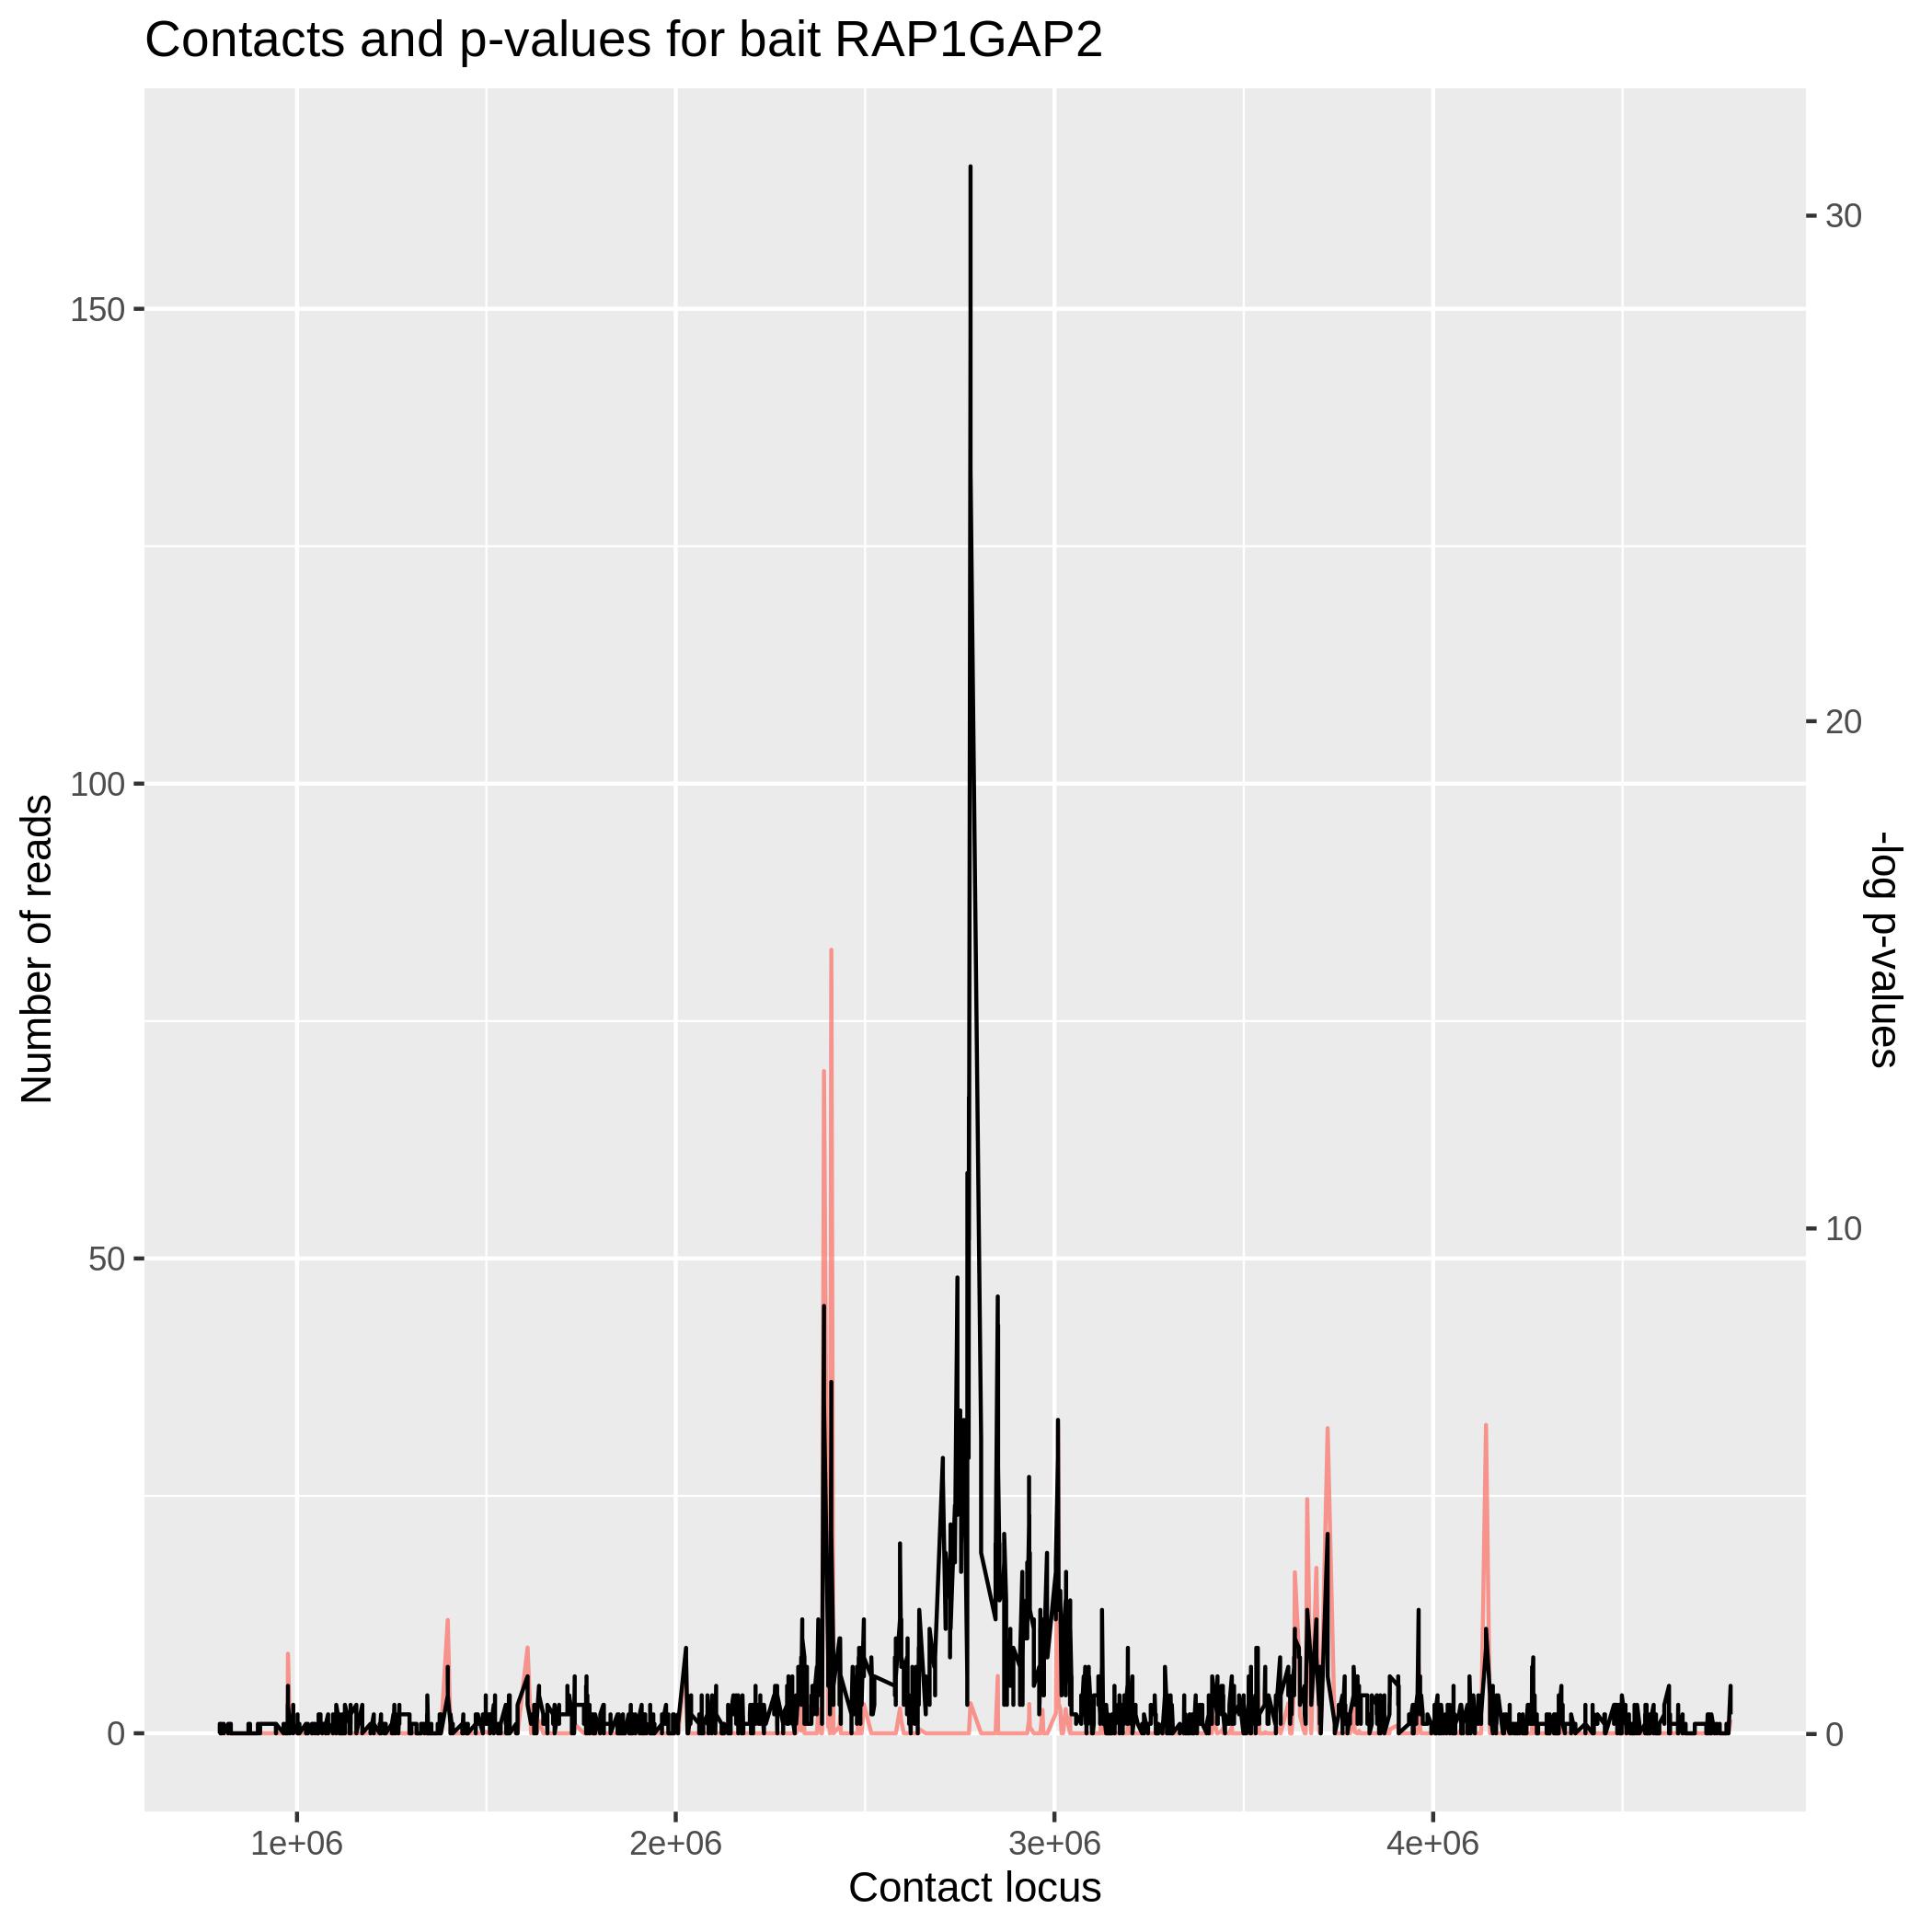 Contacts and p-values for bait RAP1GAP2
Number of reads
150
100
50
0
30
20
10
0
-log p-values
1e+06
2e+06
3e+06
4e+06
Contact locus